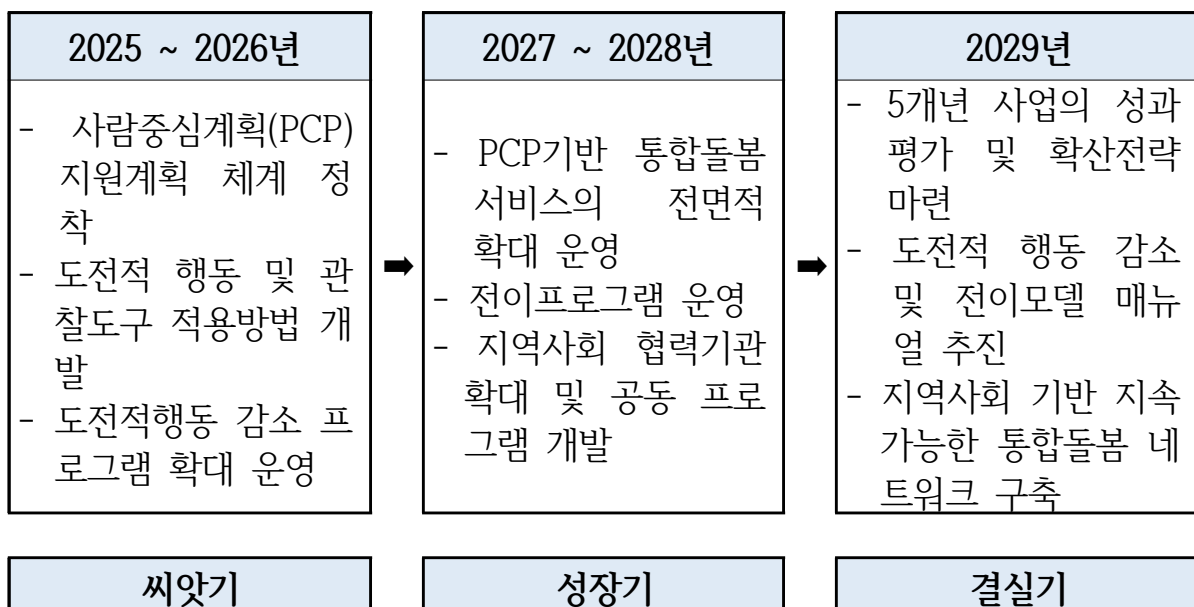 2025 ~ 2026년
- 사람중심계획(PCP)
지원계획 체계 정
착
- 도전적 행동 및 관
찰도구 적용방법 개
발
- 도전적행동 감소 프
로그램 확대 운영
➡
2027 ~ 2028년
- PCP기반 통합돌봄
서비스의 전면적
확대 운영
- 전이프로그램 운영
- 지역사회 협력기관
확대 및 공동 프로
그램 개발
➡
2029년
- 5개년 사업의 성과
평가 및 확산전략
마련
- 도전적 행동 감소
및 전이모델 매뉴
얼 추진
- 지역사회 기반 지속
가능한 통합돌봄 네
트워크 구축
씨앗기
성장기
결실기